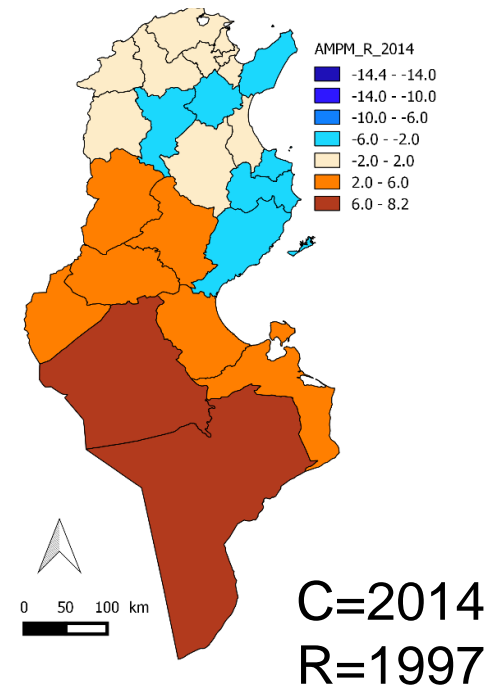 AMPM_R_2014
-14.4 - -14.0
-14.0 - -10.0
-10.0 - -6.0
-6.0 - -2.0
-2.0 - 2.0
2.0 - 6.0
6.0 - 8.2
0 50 100 km
C=2014
R=1997